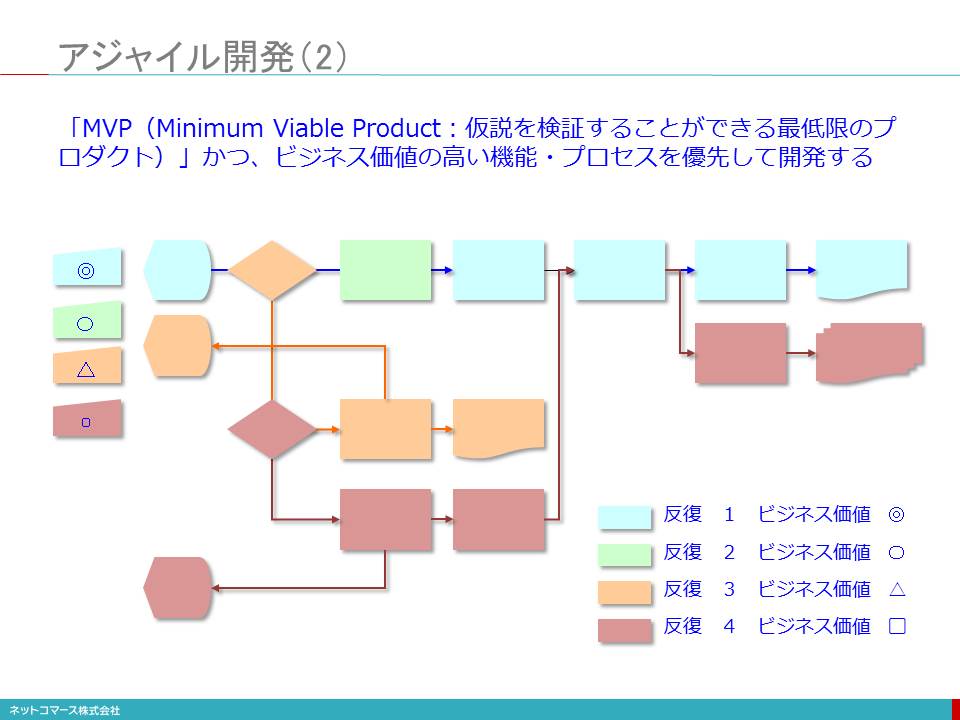 アジャイル開発（2）
「MVP（Minimum Viable Product：仮説を検証することができる最低限のプ
ロダクト）」かつ、ビジネス価値の高い機能・プロセスを優先して開発する
◎
○
△
□
反復　1　ビジネス価値　◎
反復　2　ビジネス価値　○
反復　3　ビジネス価値　△
反復　4　ビジネス価値　□
ネットコマース株式会社